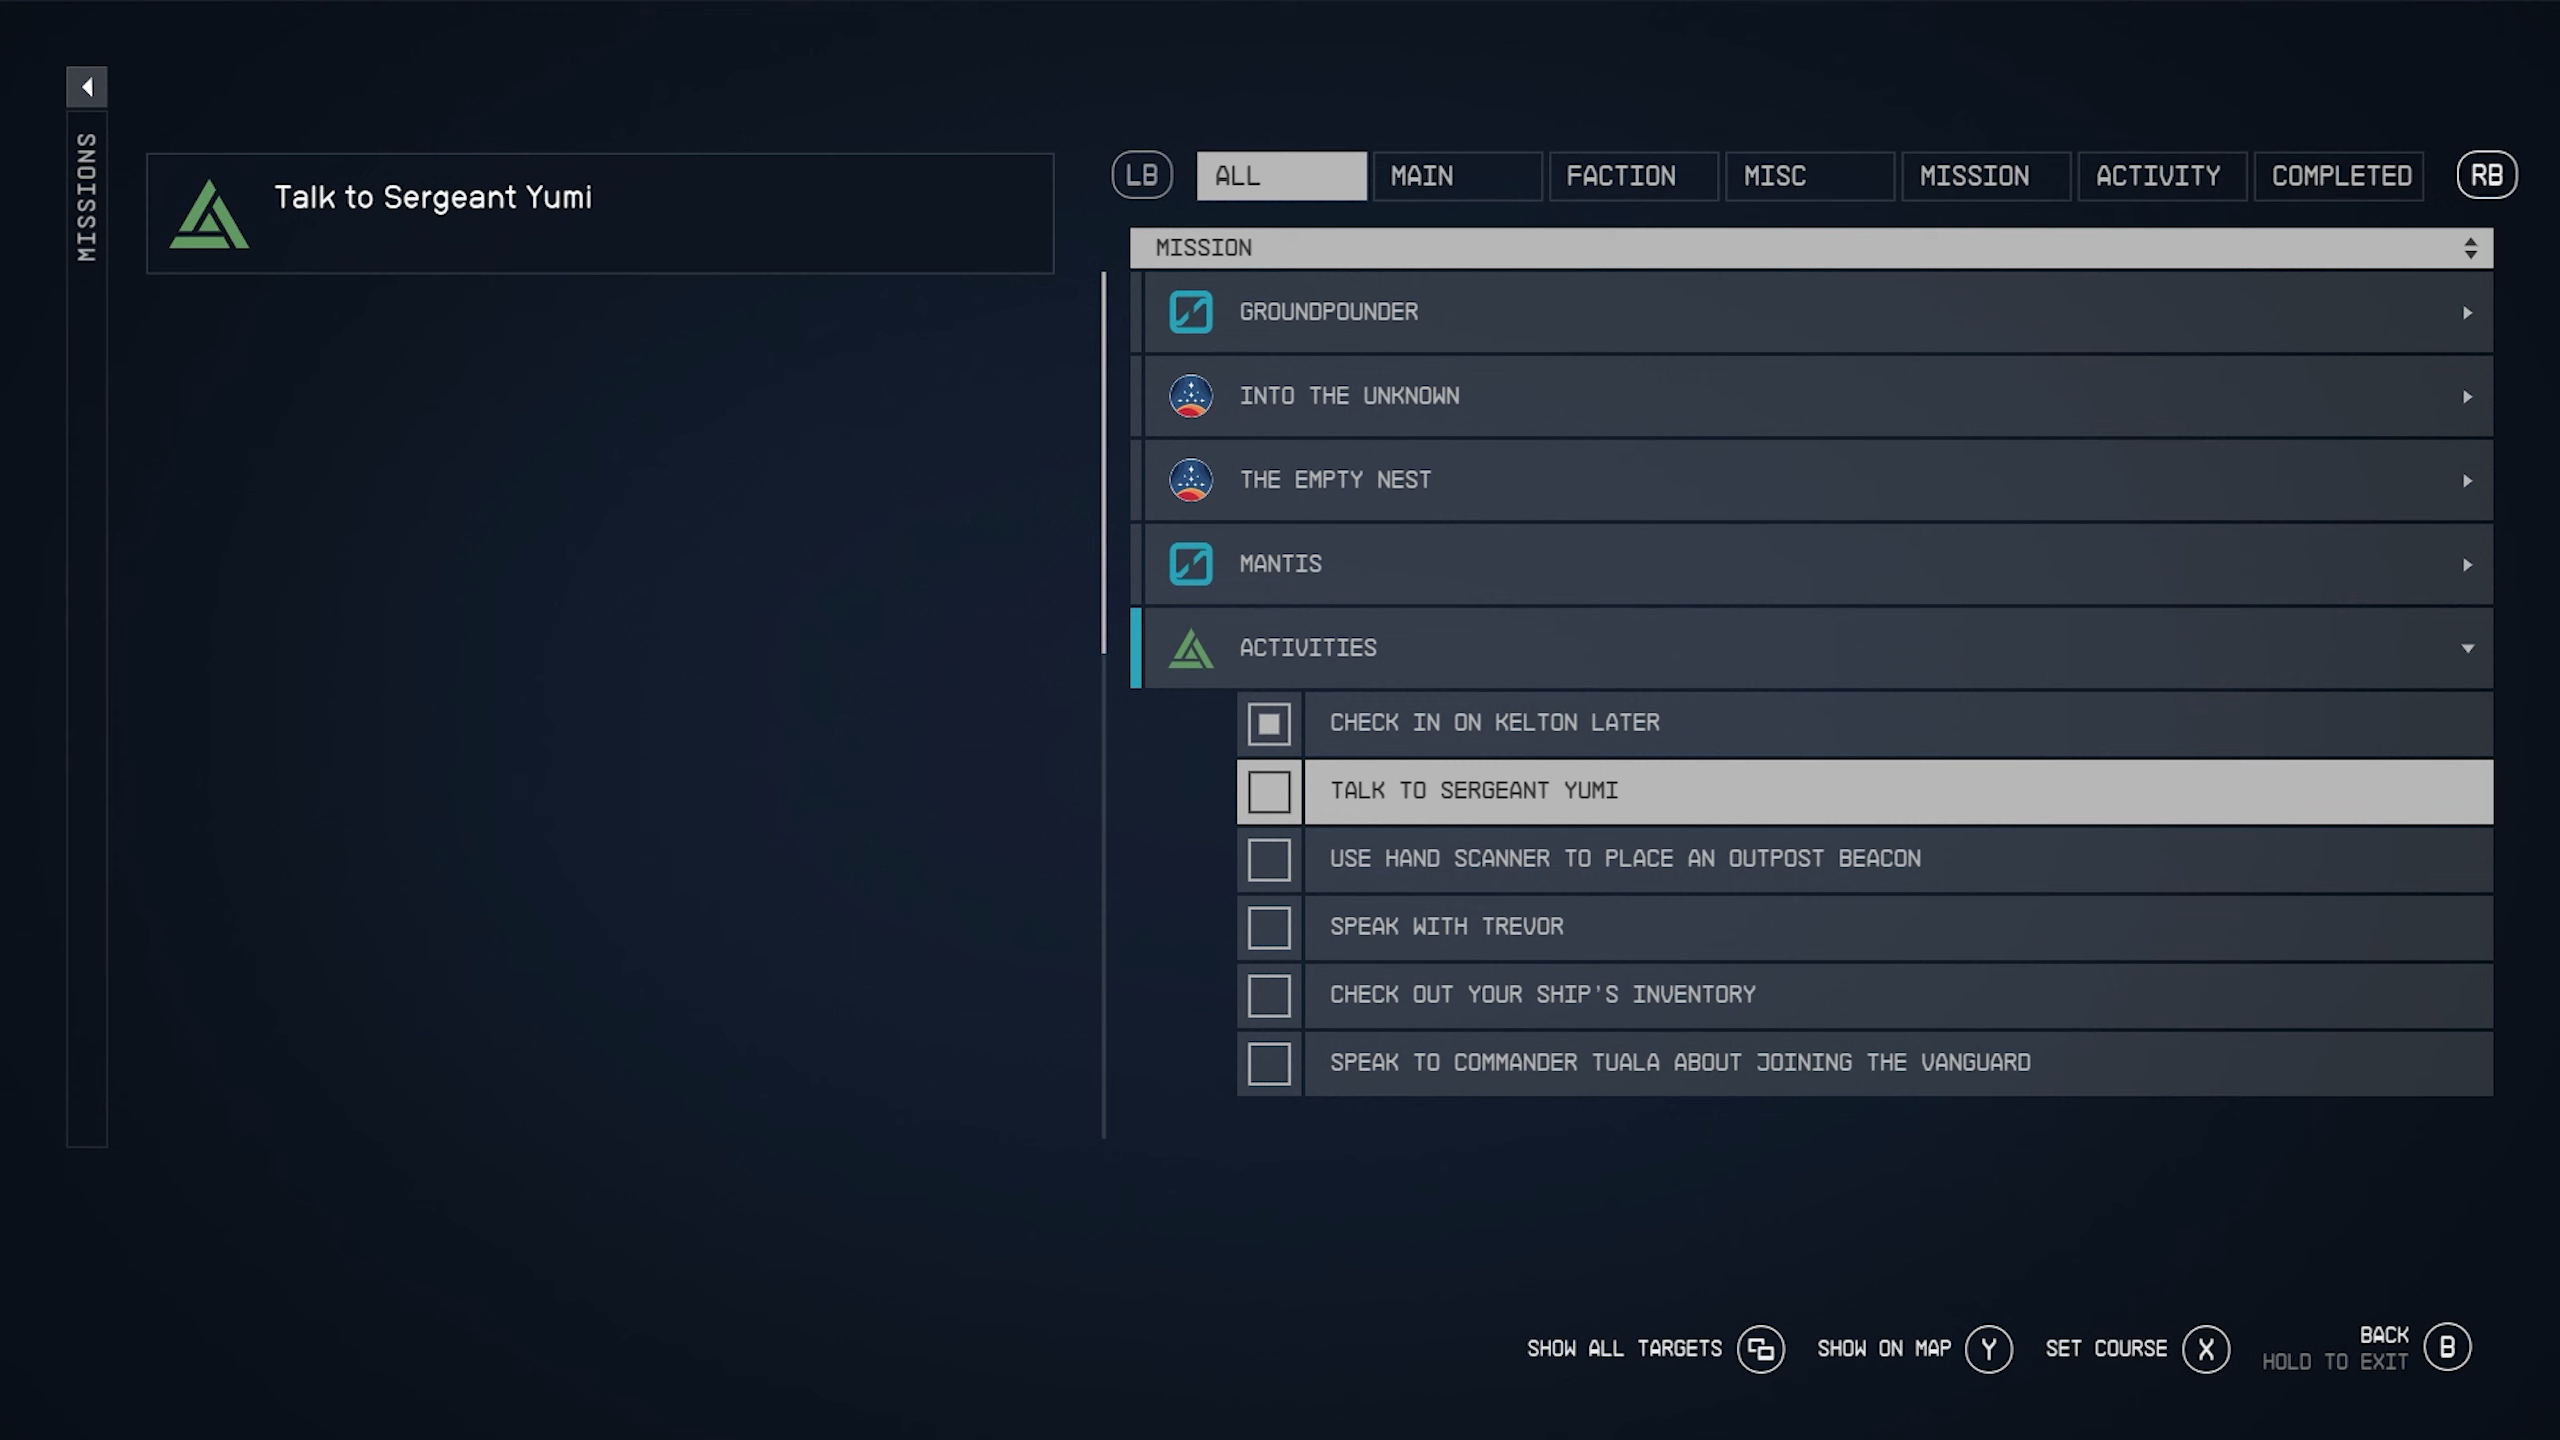 MISSIONS
Talk to Sergeant Yumi
LB ALL MAIN FACTION MISC MISSION ACTIVITY COMPLETED RB
MISSION
GROUNDPOUNDER
INTO THE UNKNOWN
THE EMPTY NEST
MANTIS
ACTIVITIES
CHECK IN ON KELTON LATER
TALK TO SERGEANT YUMI
USE HAND SCANNER TO PLACE AN OUTPOST BEACON
SPEAK WITH TREVOR
CHECK OUT YOUR SHIP'S INVENTORY
SPEAK TO COMMANDER TUALA ABOUT JOINING THE VANGUARD
SHOW ALL TARGETS SHOW ON MAP Y SET COURSE X BACK B
HOLD TO EXIT